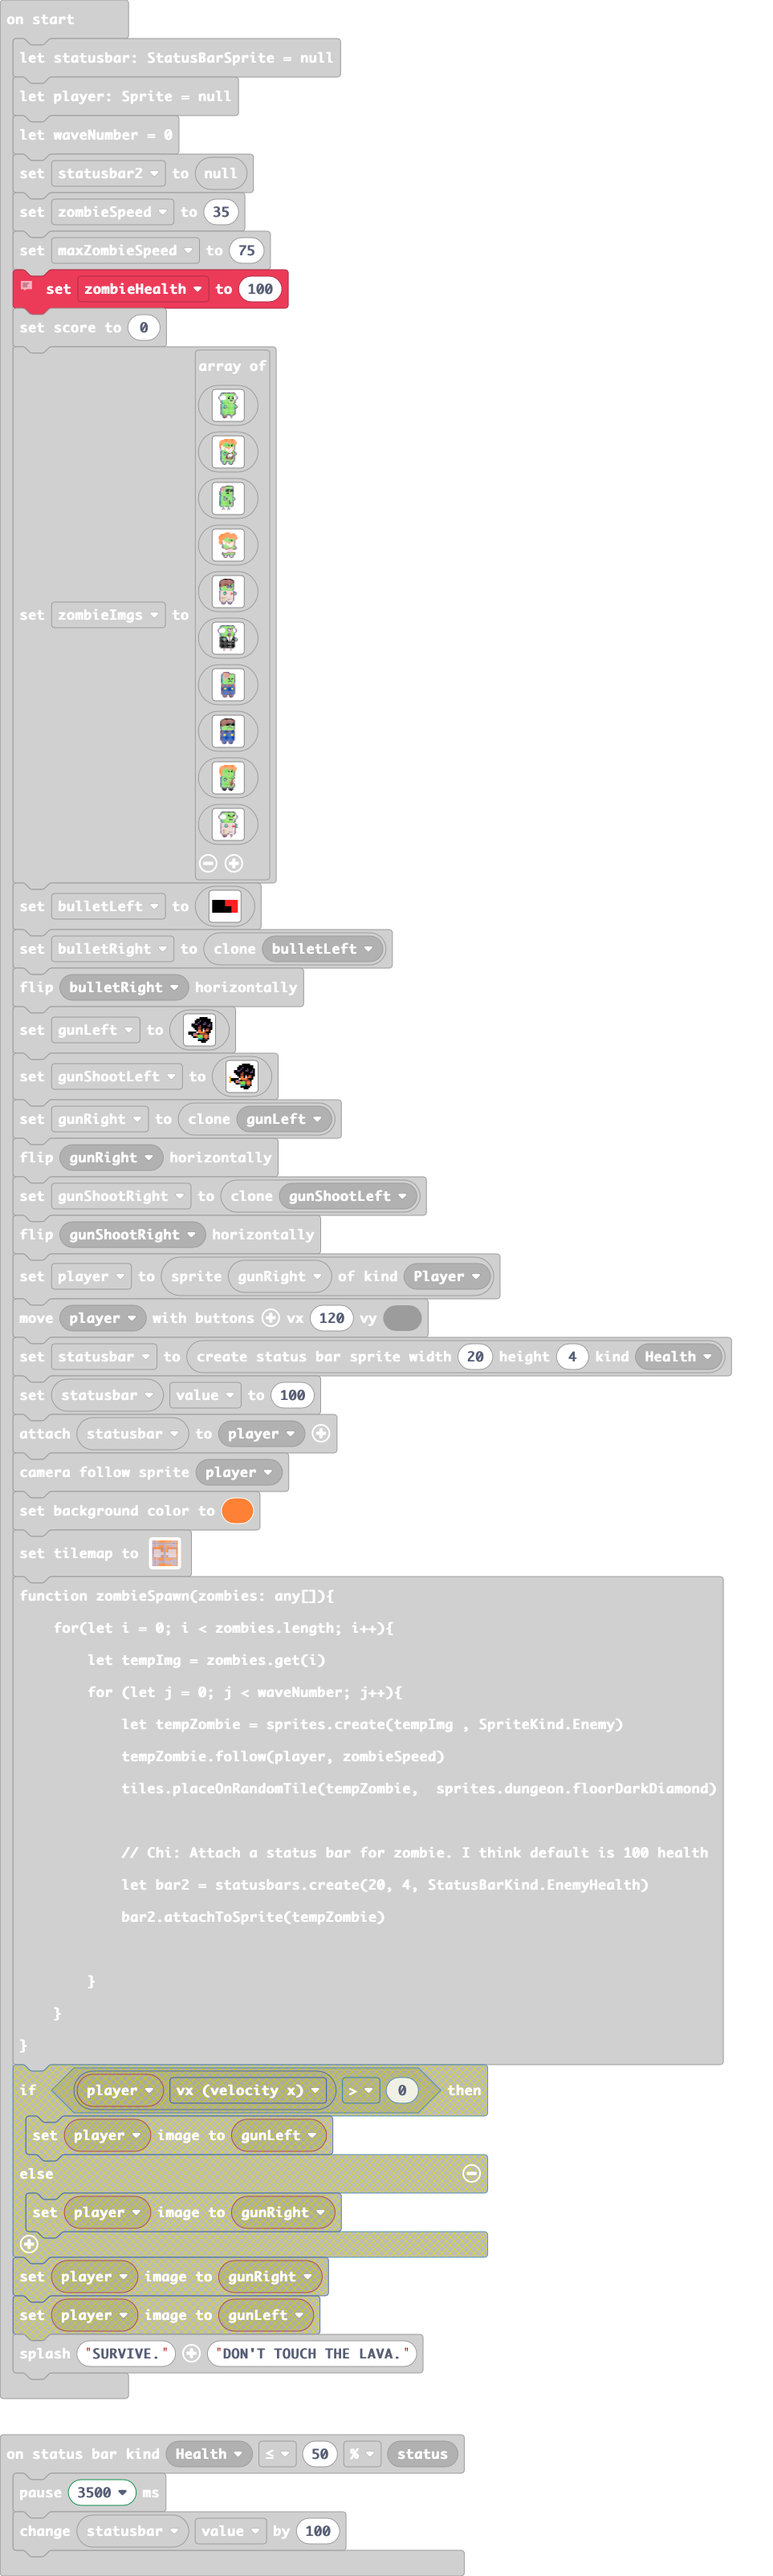 on start
let statusbar: StatusBarSprite = null
let player: Sprite = null
let waveNumber = 0
set statusbar2 to null
set zombieSpeed to 35
set maxZombieSpeed to 75
set zombieHealth to 100
set score to 0
array of
set zombieImgs to
set bulletLeft to
set bulletRight to clone bulletLeft
flip bulletRight horizontally
set gunLeft to
set gunShootLeft to
set gunRight to clone gunLeft
flip gunRight horizontally
set gunShootRight to clone gunShootLeft
flip gunShootRight horizontally
set player to sprite gunRight of kind Player
move player with buttons vx 120 vy
set statusbar to create status bar sprite width 20 height 4 kind Health
set statusbar value to 100
attach statusbar to player
camera follow sprite player
set background color to
set tilemap to
function zombieSpawn(zombies: any[]){
for(let i = 0; i < zombies.length; i++){
let tempImg = zombies.get(i)
for (let j = 0; j < waveNumber; j++){
let tempZombie = sprites.create(tempImg , SpriteKind.Enemy)
tempZombie.follow(player, zombieSpeed)
tiles.placeOnRandomTile(tempZombie,  sprites.dungeon.floorDarkDiamond)
// Chi: Attach a status bar for zombie. I think default is 100 health
let bar2 = statusbars.create(20, 4, StatusBarKind.EnemyHealth)
bar2.attachToSprite(tempZombie)
}
}
}
if player vx (velocity x) > 0 then
set player image to gunLeft
else
set player image to gunRight
set player image to gunRight
set player image to gunLeft
splash "SURVIVE." "DON'T TOUCH THE LAVA."
on status bar kind Health ≤ 50 % status
pause 3500 ms
change statusbar value by 100